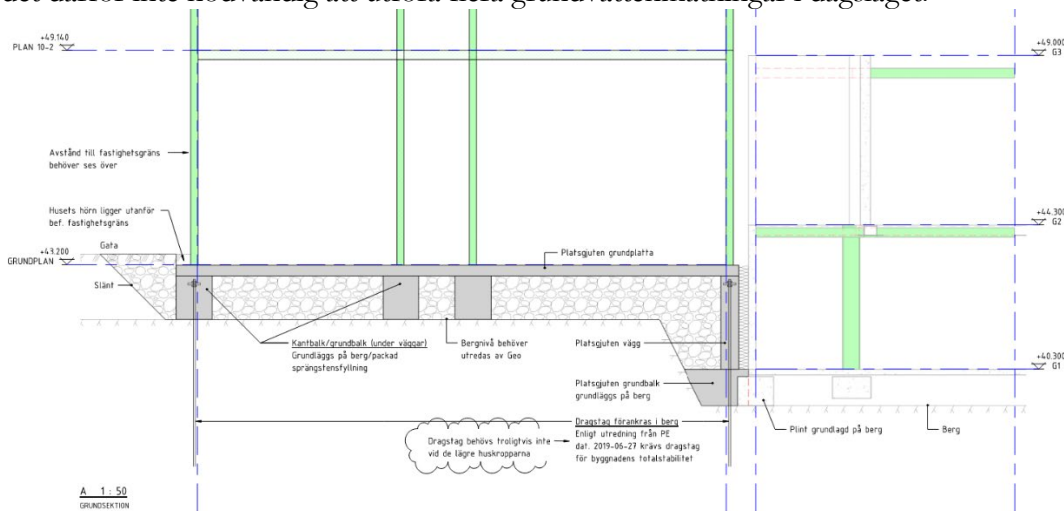 det därför inte nödvändig att utföra flera grundvattenmätningar i dagsläget.
+49.140
PLAN 10-2
+49.000
G3
Avstånd till fastighetsgräns
behöver ses över
Husets hörn ligger utanför
bef. fastighetsgräns
+44.300
G2
Gata
+43.200
GRUNDPLAN
Platsgjuten grundplatta
Slänt
Kantbalk/grundbalk (under väggar)
Grundläggs på berg/packad
sprängstensfyllning
Bergnivå behöver
utredas av Geo
Platsgjuten vägg
+40.300
G1
Platsgjuten grundbalk
grundläggs på berg
Dragstag förankras i berg
Enligt utredning från PE
dat. 2019-06-27 krävs dragstag
för byggnadens totalstabilitet
Dragstag behövs troligtvis inte
vid de lägre huskropparna
Plint grundlagd på berg
Berg
A 1 : 50
GRUNDSEKTION